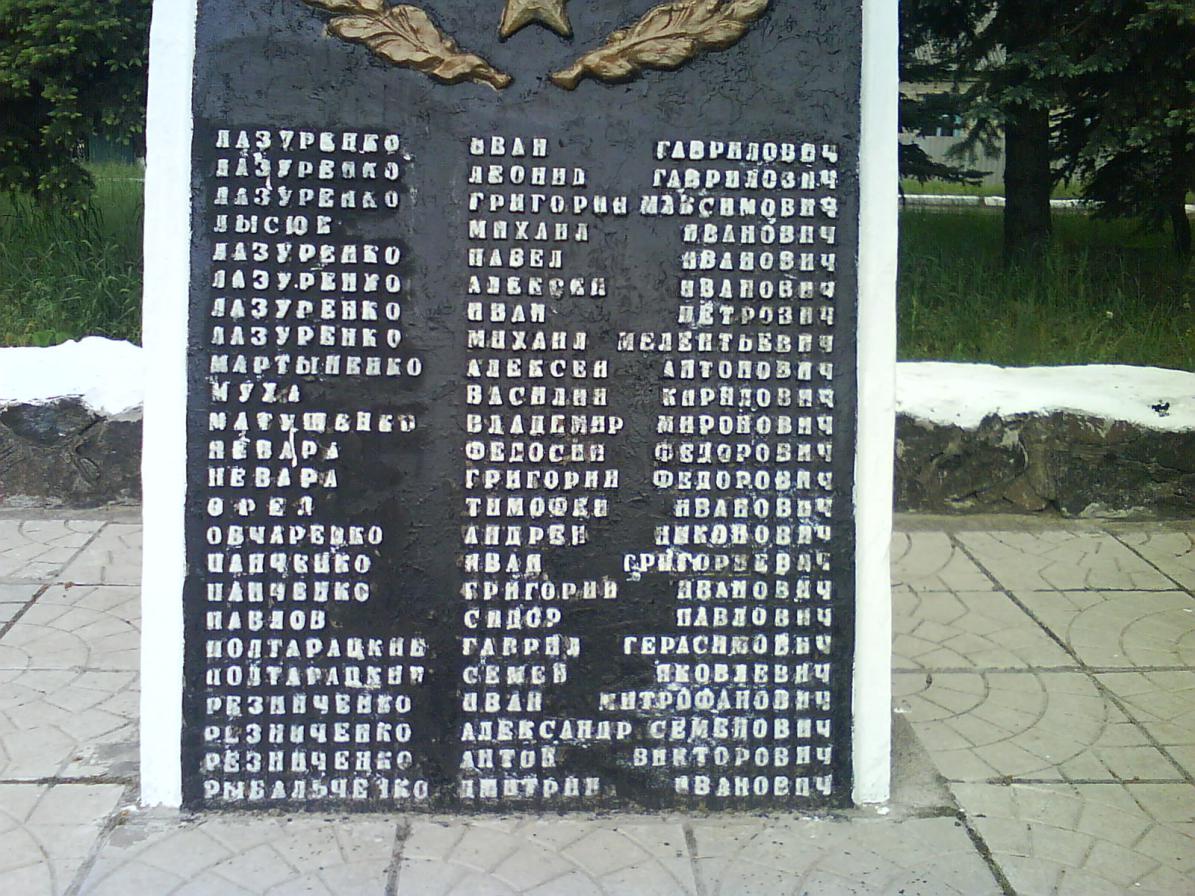 ЛАЗУРЕНКО ИВАН ГАВРИЛОВИЧ
ЛАЗУРЕНКО ЛЕОНИД ГАВРИЛОВИЧ
ЛАЗУРЕНКО ГРИГОРИЙ МАКСИМОВИЧ
ЛЫСЮК МИХАИЛ ИВАНОВИЧ
ЛАЗУРЕНКО ПАВЕЛ ИВАНОВИЧ
ЛАЗУРЕНКО АЛЕКСЕЙ ИВАНОВИЧ
ЛАЗУРЕНКО ИВАН ПЕТРОВИЧ
ЛАЗУРЕНКО МИХАИЛ МЕЛЕНТЬЕВИЧ
МАРТЫНЕНКО АЛЕКСЕЙ АНТОНОВИЧ
МУХА ВАСИЛИЙ КИРИЛОВИЧ
МАТУШЕНКО ВЛАДЕМИР МИРОНОВИЧ
НЕВАРА ФЕДОСЕЙ ФЕДОРОВИЧ
НЕВАРА ГРИГОРИЙ ФЕДОРОВИЧ
ОРЕЛ ТИМОФЕЙ ИВАНОВИЧ
ОВЧАРЕНКО АНДРЕЙ НИКОНОВИЧ
ПАНЧЕНКО ИВАН ГРИГОРЬЕВИЧ
ПАНЧЕНКО ГРИГОРИЙ ИВАНОВИЧ
ПАВЛОВ СИДОР ПАВЛОВИЧ
ПОЛТАРАЦКИЙ ГАВРИЛ ГЕРАСИМОВИЧ
ПОЛТАРАЦКИЙ СЕМЕН ЯКОВЛЕВИЧ
РЕЗНИЧЕНКО ИВАН МИТРОФАНОВИЧ
РЕЗНИЧЕНКО АЛЕКСАНДР СЕМЕНОВИЧ
РЕЗНИЧЕНКО АНТОН ВИКТОРОВИЧ
РЫБАЛЬЧЕНКО ДМИТРИЙ ИВАНОВИЧ